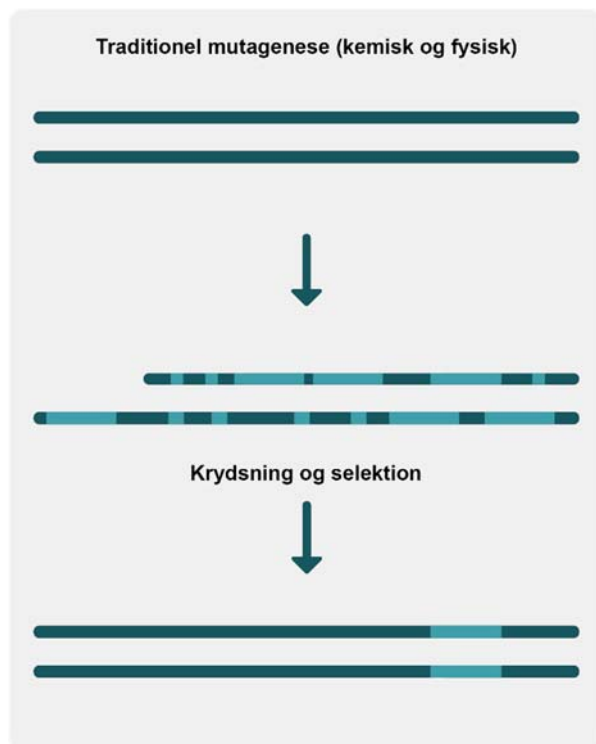 Traditionel mutagenese (kemisk og fysisk)
Krydsning og selektion